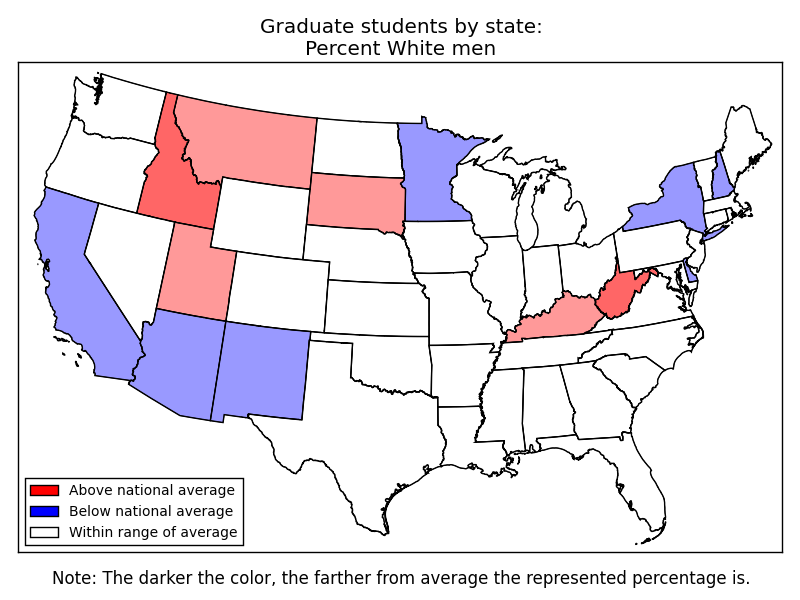 Graduate students by state:
Percent White men
Above national average
Below national average
Within range of average
Note: The darker the color, the farther from average the represented percentage is.